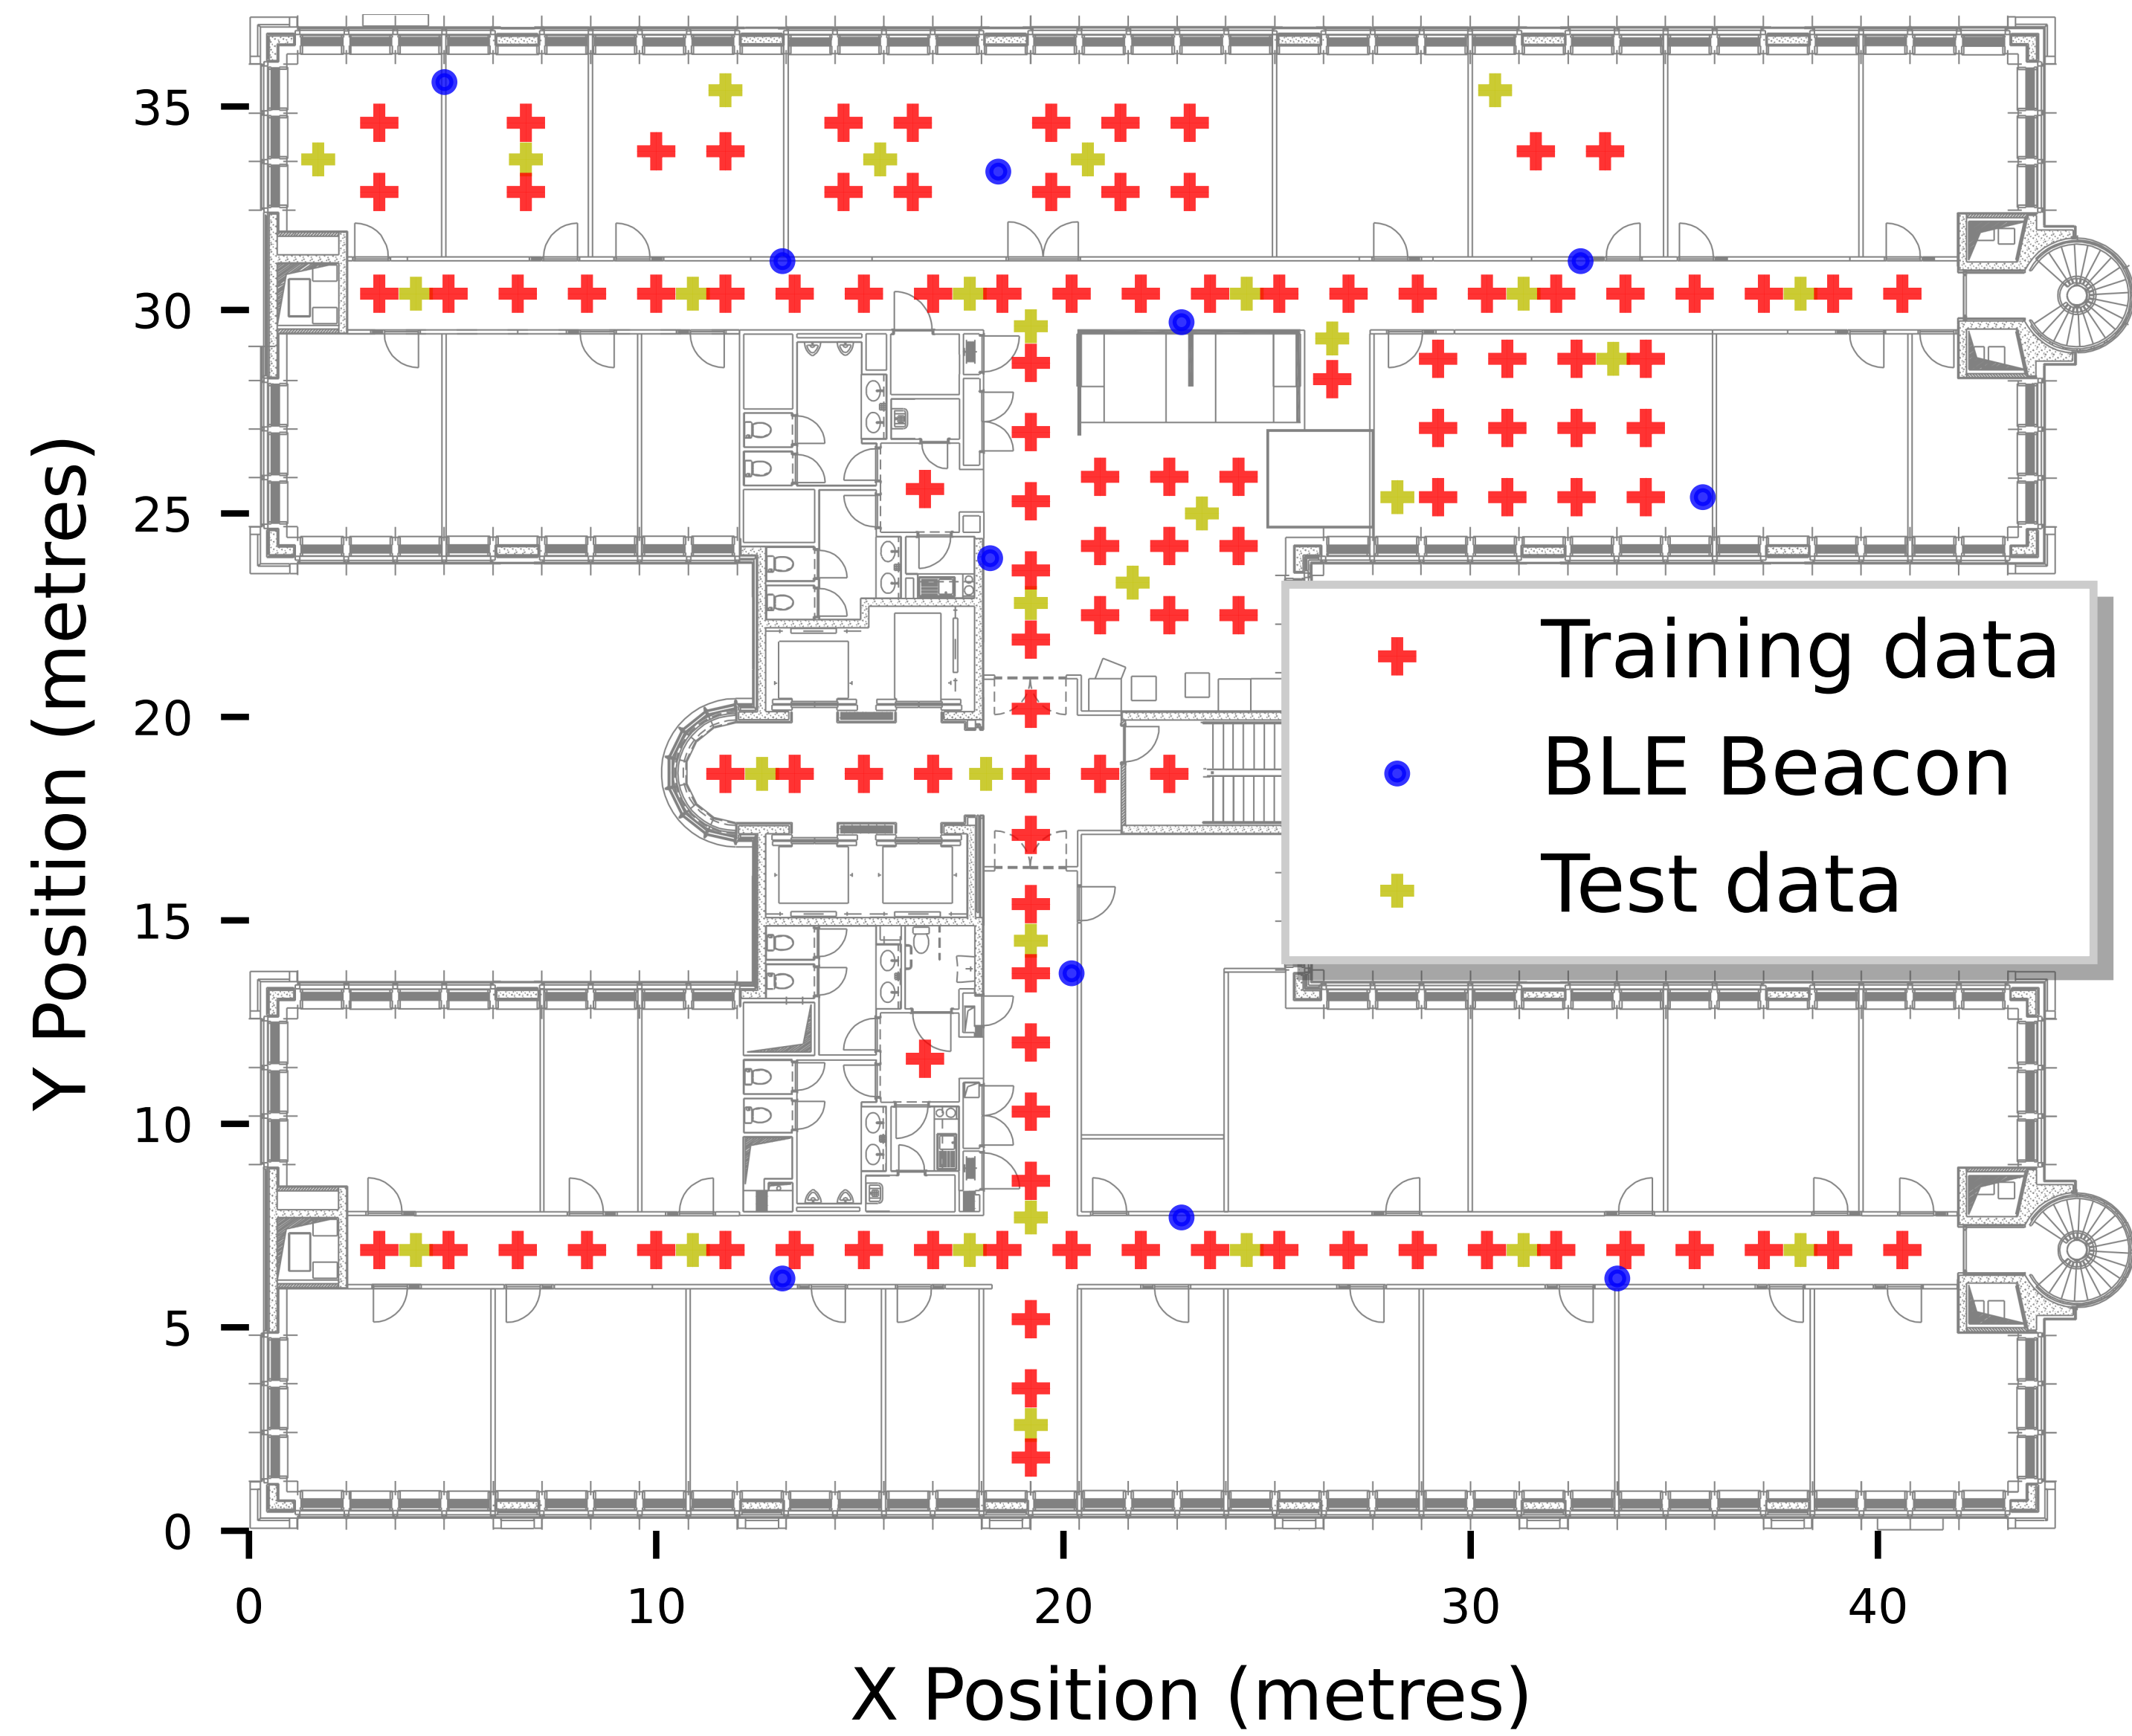 35
30
25
20
15
10
5
0
Y Position (metres)
Training data
BLE Beacon
Test data
0 10 20 30 40
X Position (metres)